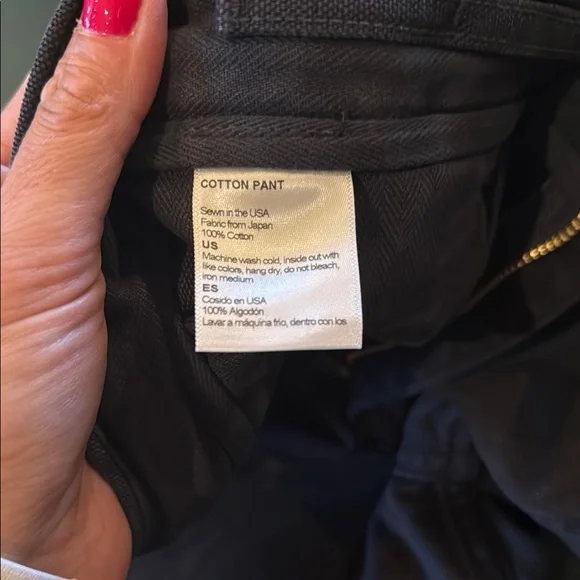 COTTON PANT
Sewn in the USA
Fabric from Japan
100% Cotton
US
Machine wash cold, inside out with
like colors, hang dry, do not bleach,
iron medium
ES
Cosido en USA
100% Algodón
Lavar a máquina frío, dentro con los